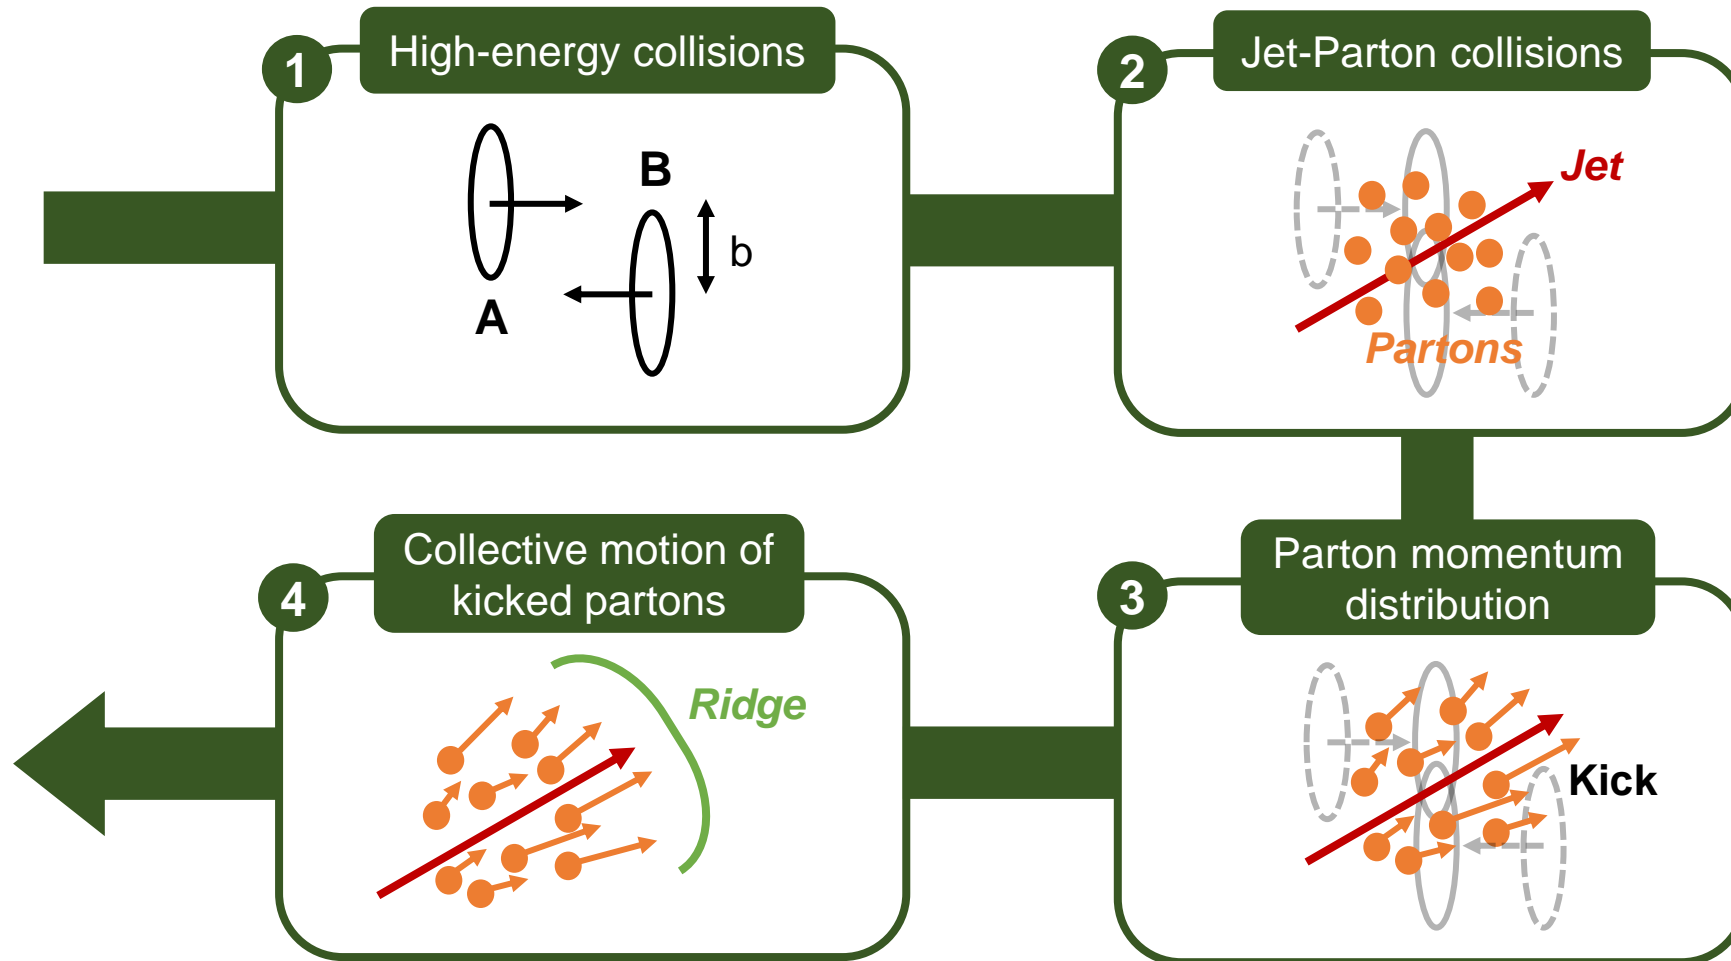 1
High-energy collisions
A
B
b
2
Jet-Parton collisions
Jet
Partons
3
Parton momentum
distribution
Kick
4
Collective motion of
kicked partons
Ridge